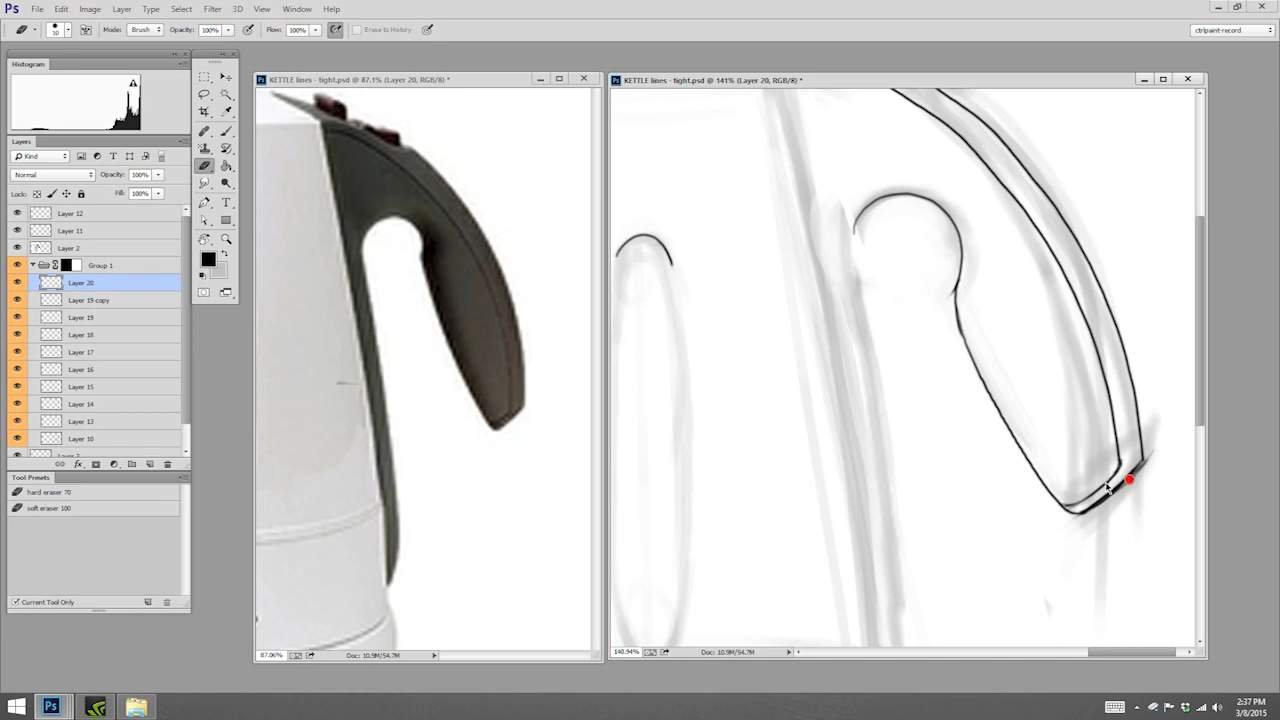 Ps File Edit Image Layer Type Select Filter 3D View Window Help
10 Mode: Brush Opacity: 100% Flow: 100% Erase to History ctrlpaint-record
Histogram
Layers
Kind
Normal Opacity: 100%
Lock: Fill: 100%
Layer 12
Layer 11
Layer 2
Group 1
Layer 20
Layer 19 copy
Layer 19
Layer 18
Layer 17
Layer 16
Layer 15
Layer 14
Layer 13
Layer 10
fx
Tool Presets
hard eraser 70
soft eraser 100
Current Tool Only
KETTLE lines - tight.psd @ 87.1% (Layer 20, RGB/8) *
87.06% Doc: 10.9M/54.7M
KETTLE lines - tight.psd @ 141% (Layer 20, RGB/8) *
140.94% Doc: 10.9M/54.7M
Ps
2:37 PM
3/8/2015